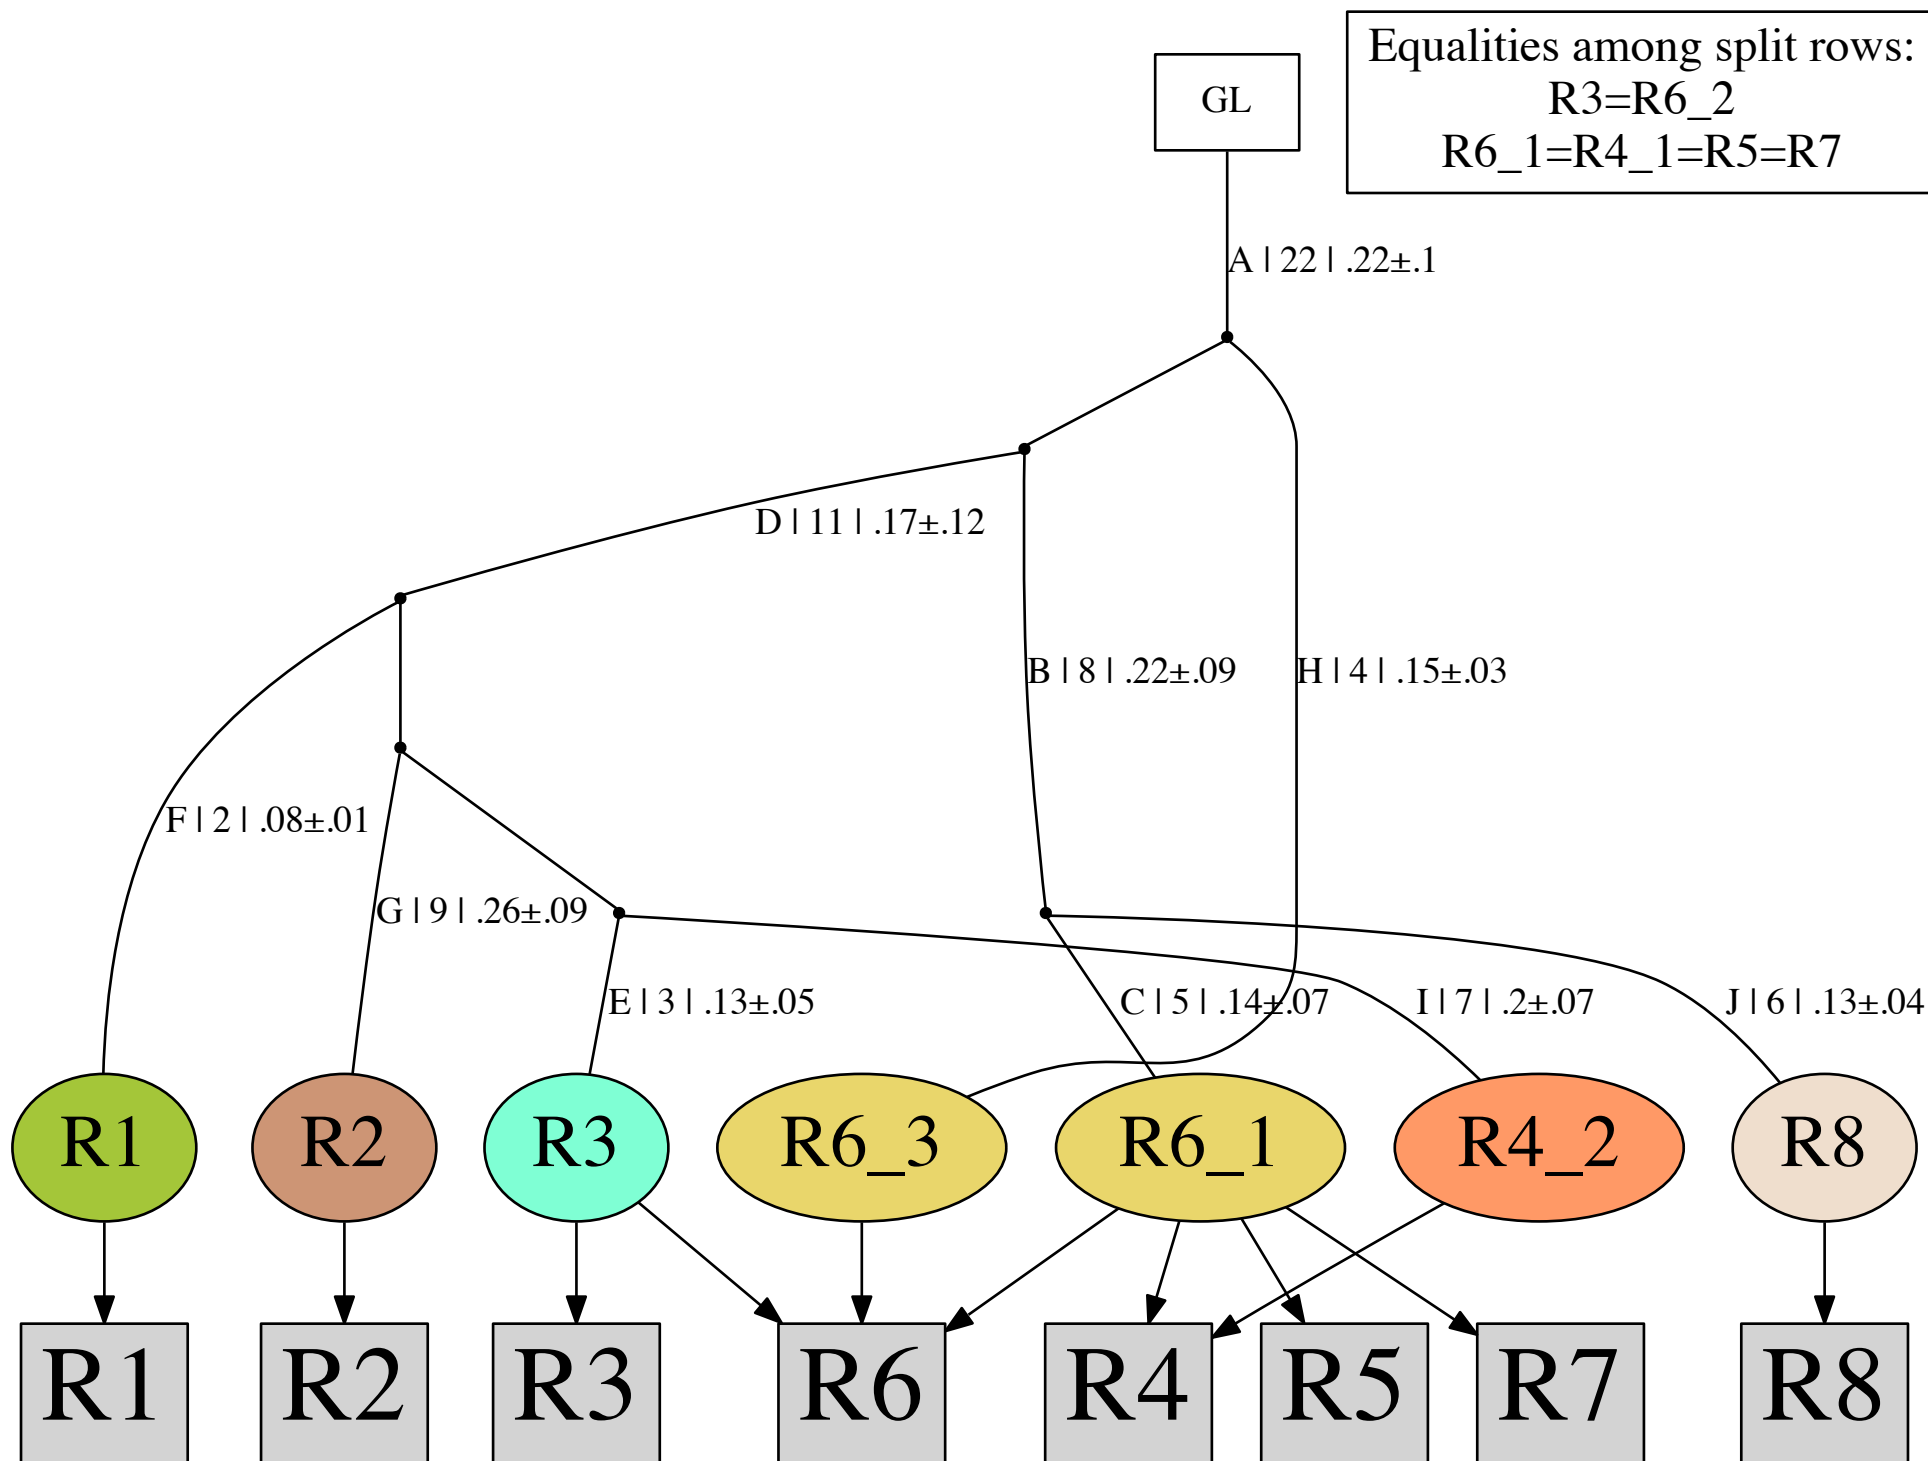 Equalities among split rows:
R3=R6_2
R6_1=R4_1=R5=R7
GL
A | 22 | .22±.1
D | 11 | .17±.12
B | 8 | .22±.09
H | 4 | .15±.03
F | 2 | .08±.01
G | 9 | .26±.09
E | 3 | .13±.05
C | 5 | .14±.07
I | 7 | .2±.07
J | 6 | .13±.04
R1
R2
R3
R6_3
R6_1
R4_2
R8
R1
R2
R3
R6
R4
R5
R7
R8